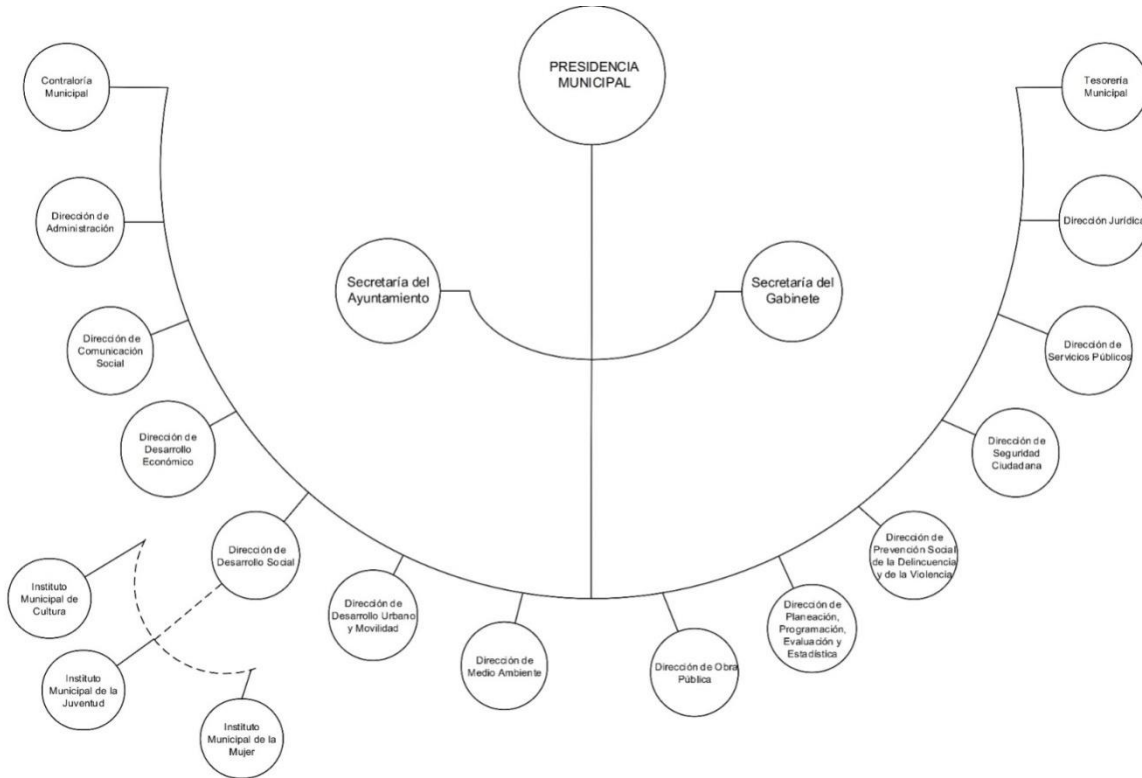 PRESIDENCIA
MUNICIPAL
Contraloría
Municipal
Tesorería
Municipal
Dirección de
Administración
Dirección Jurídica
Secretaría del
Ayuntamiento
Secretaría del
Gabinete
Dirección de
Comunicación
Social
Dirección de
Servicios Públicos
Dirección de
Desarrollo
Económico
Dirección de
Seguridad
Ciudadana
Dirección de
Desarrollo Social
Dirección de
Prevención Social
de la Delincuencia
y de la Violencia
Instituto
Municipal de
Cultura
Dirección de
Desarrollo Urbano
y Movilidad
Dirección de
Planeación,
Programación,
Evaluación y
Estadística
Dirección de
Medio Ambiente
Dirección de Obra
Pública
Instituto
Municipal de la
Juventud
Instituto
Municipal de la
Mujer